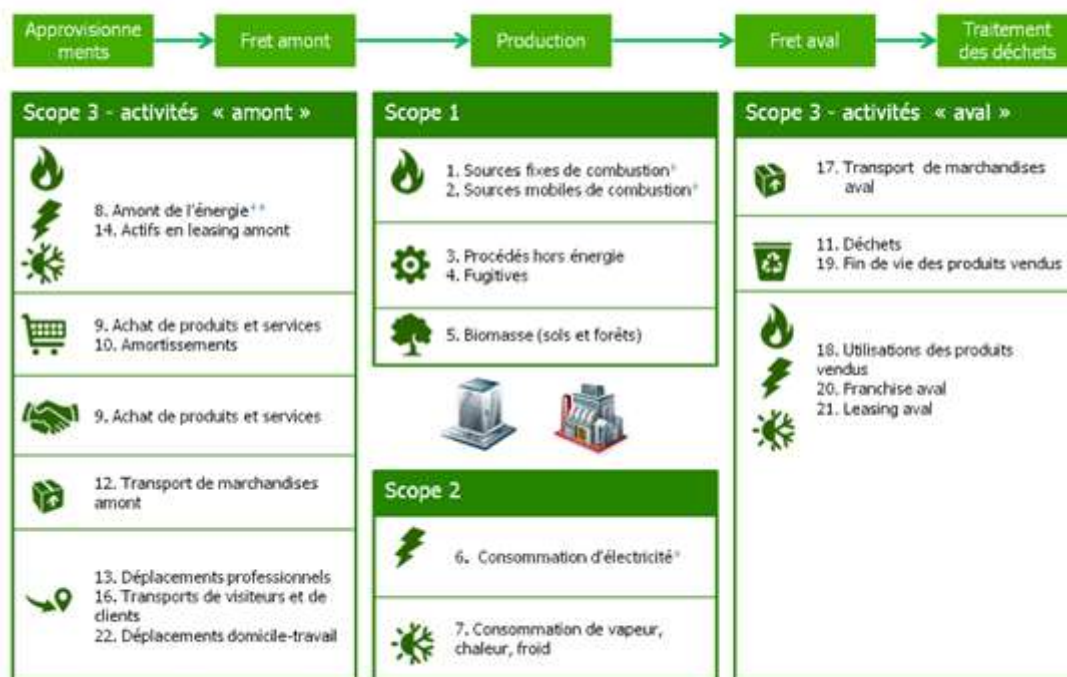 Approvisionne
ments
Fret amont
Production
Fret aval
Traitement
des déchets
Scope 3 - activités « amont »
8. Amont de l'énergie**
14. Actifs en leasing amont
9. Achat de produits et services
10. Amortissements
9. Achat de produits et services
12. Transport de marchandises
amont
13. Déplacements professionnels
16. Transports de visiteurs et de
clients
22. Déplacements domicile-travail
Scope 1
1. Sources fixes de combustion*
2. Sources mobiles de combustion*
3. Procédés hors énergie
4. Fugitives
5. Biomasse (sols et forêts)
Scope 2
6. Consommation d'électricité*
7. Consommation de vapeur,
chaleur, froid
Scope 3 - activités « aval »
17. Transport de marchandises
aval
11. Déchets
19. Fin de vie des produits vendus
18. Utilisations des produits
vendus
20. Franchise aval
21. Leasing aval